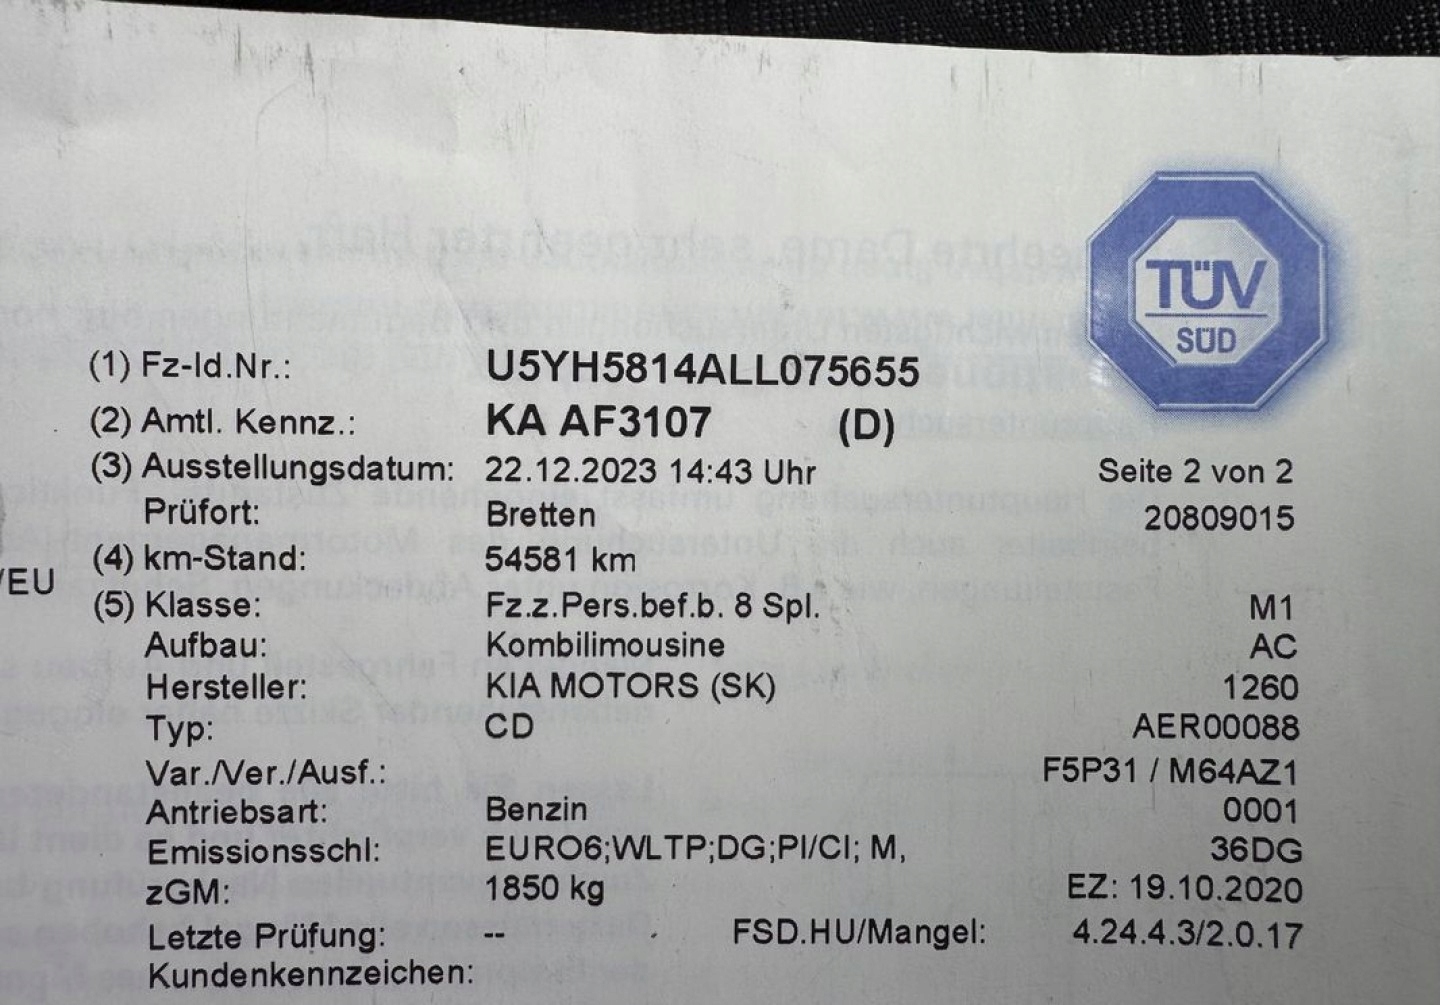 TÜV
SÜD
(1) Fz-Id.Nr.: U5YH5814ALL075655
(2) Amtl. Kennz.: KA AF3107 (D)
(3) Ausstellungsdatum: 22.12.2023 14:43 Uhr Seite 2 von 2
Prüfort: Bretten 20809015
(4) km-Stand: 54581 km
/EU
(5) Klasse: Fz.z.Pers.bef.b. 8 Spl. M1
Aufbau: Kombilimousine AC
Hersteller: KIA MOTORS (SK) 1260
Typ: CD AER00088
Var./Ver./Ausf.: F5P31 / M64AZ1
Antriebsart: Benzin 0001
Emissionsschl: EURO6;WLTP;DG;PI/CI; M, 36DG
zGM: 1850 kg EZ: 19.10.2020
Letzte Prüfung: -- FSD.HU/Mangel: 4.24.4.3/2.0.17
Kundenkennzeichen: